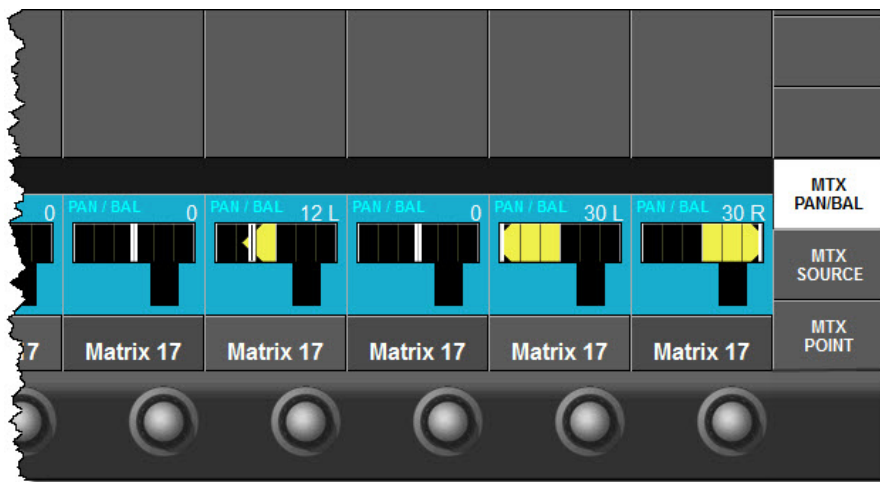 MTX
PAN/BAL
0 PAN / BAL 0 PAN / BAL 12 L PAN / BAL 0 PAN / BAL 30 L PAN / BAL 30 R
MTX
SOURCE
MTX
POINT
7 Matrix 17 Matrix 17 Matrix 17 Matrix 17 Matrix 17